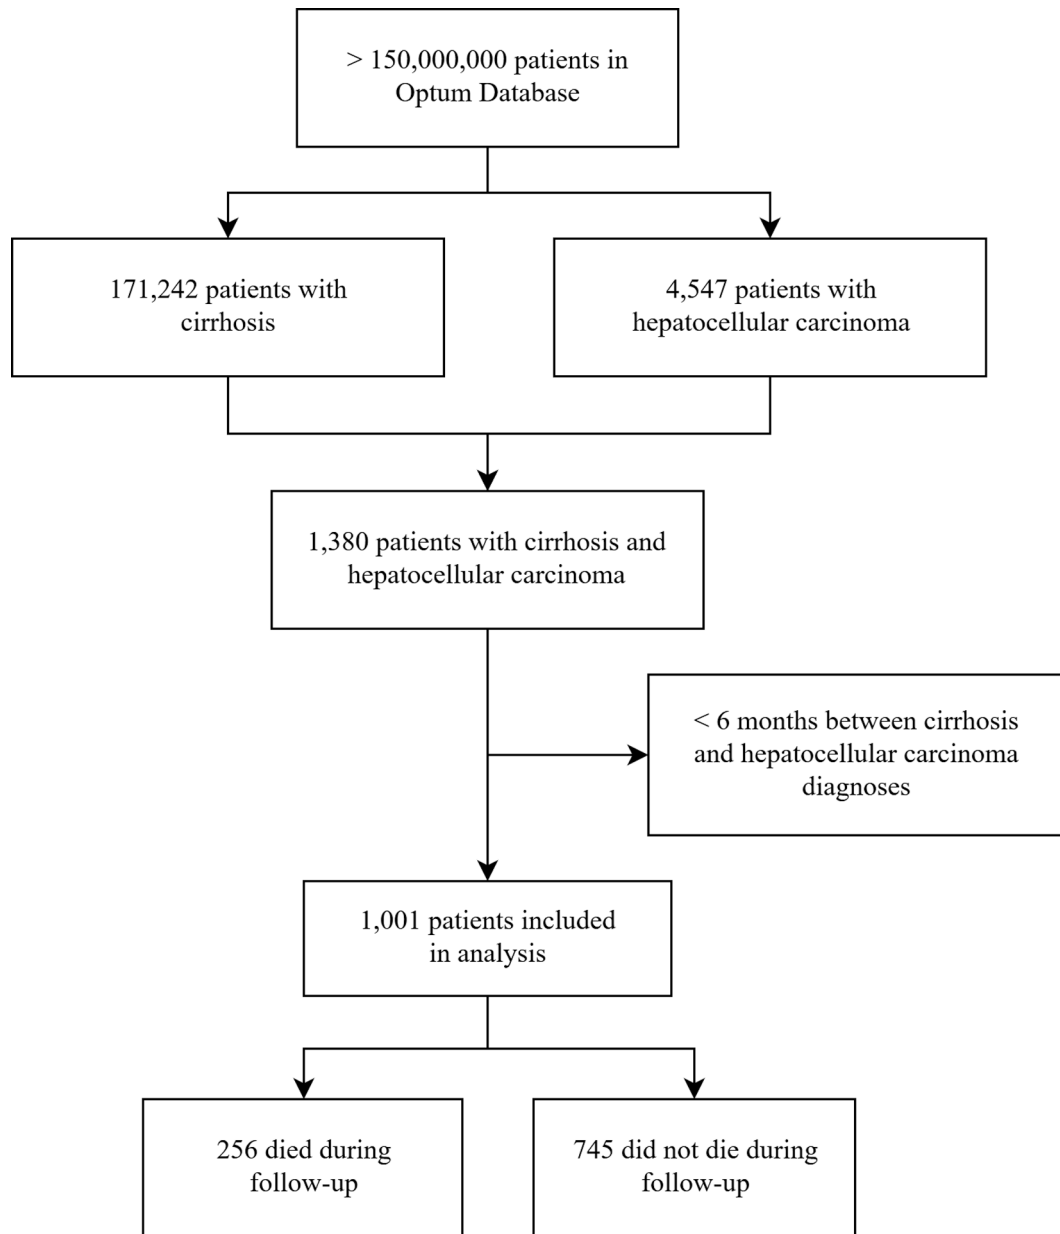 > 150,000,000 patients in
Optum Database
171,242 patients with
cirrhosis
4,547 patients with
hepatocellular carcinoma
1,380 patients with cirrhosis and
hepatocellular carcinoma
< 6 months between cirrhosis
and hepatocellular carcinoma
diagnoses
1,001 patients included
in analysis
256 died during
follow-up
745 did not die during
follow-up